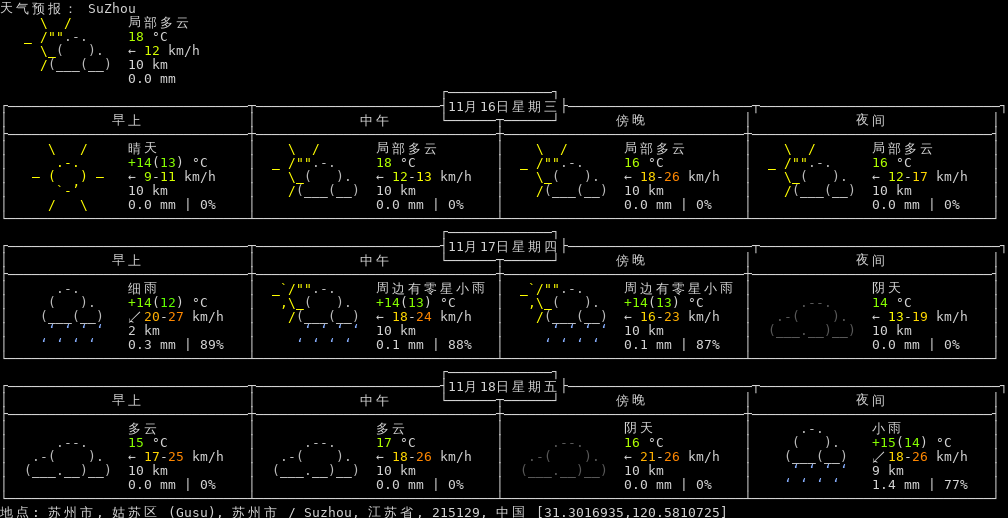 天气预报: SuZhou
局部多云
18 °C
← 12 km/h
10 km
0.0 mm
11月16日星期三
早上 中午 傍晚 夜间
晴天 局部多云 局部多云 局部多云
+14(13) °C 18 °C 16 °C 16 °C
← 9-11 km/h ← 12-13 km/h ← 18-26 km/h ← 12-17 km/h
10 km 10 km 10 km 10 km
0.0 mm | 0% 0.0 mm | 0% 0.0 mm | 0% 0.0 mm | 0%
11月17日星期四
早上 中午 傍晚 夜间
细雨 周边有零星小雨 周边有零星小雨 阴天
+14(12) °C +14(13) °C +14(13) °C 14 °C
↙ 20-27 km/h ← 18-24 km/h ← 16-23 km/h ← 13-19 km/h
2 km 10 km 10 km 10 km
0.3 mm | 89% 0.1 mm | 88% 0.1 mm | 87% 0.0 mm | 0%
11月18日星期五
早上 中午 傍晚 夜间
多云 多云 阴天 小雨
15 °C 17 °C 16 °C +15(14) °C
← 17-25 km/h ← 18-26 km/h ← 21-26 km/h ↙ 18-26 km/h
10 km 10 km 10 km 9 km
0.0 mm | 0% 0.0 mm | 0% 0.0 mm | 0% 1.4 mm | 77%
地点: 苏州市, 姑苏区 (Gusu), 苏州市 / Suzhou, 江苏省, 215129, 中国 [31.3016935,120.5810725]